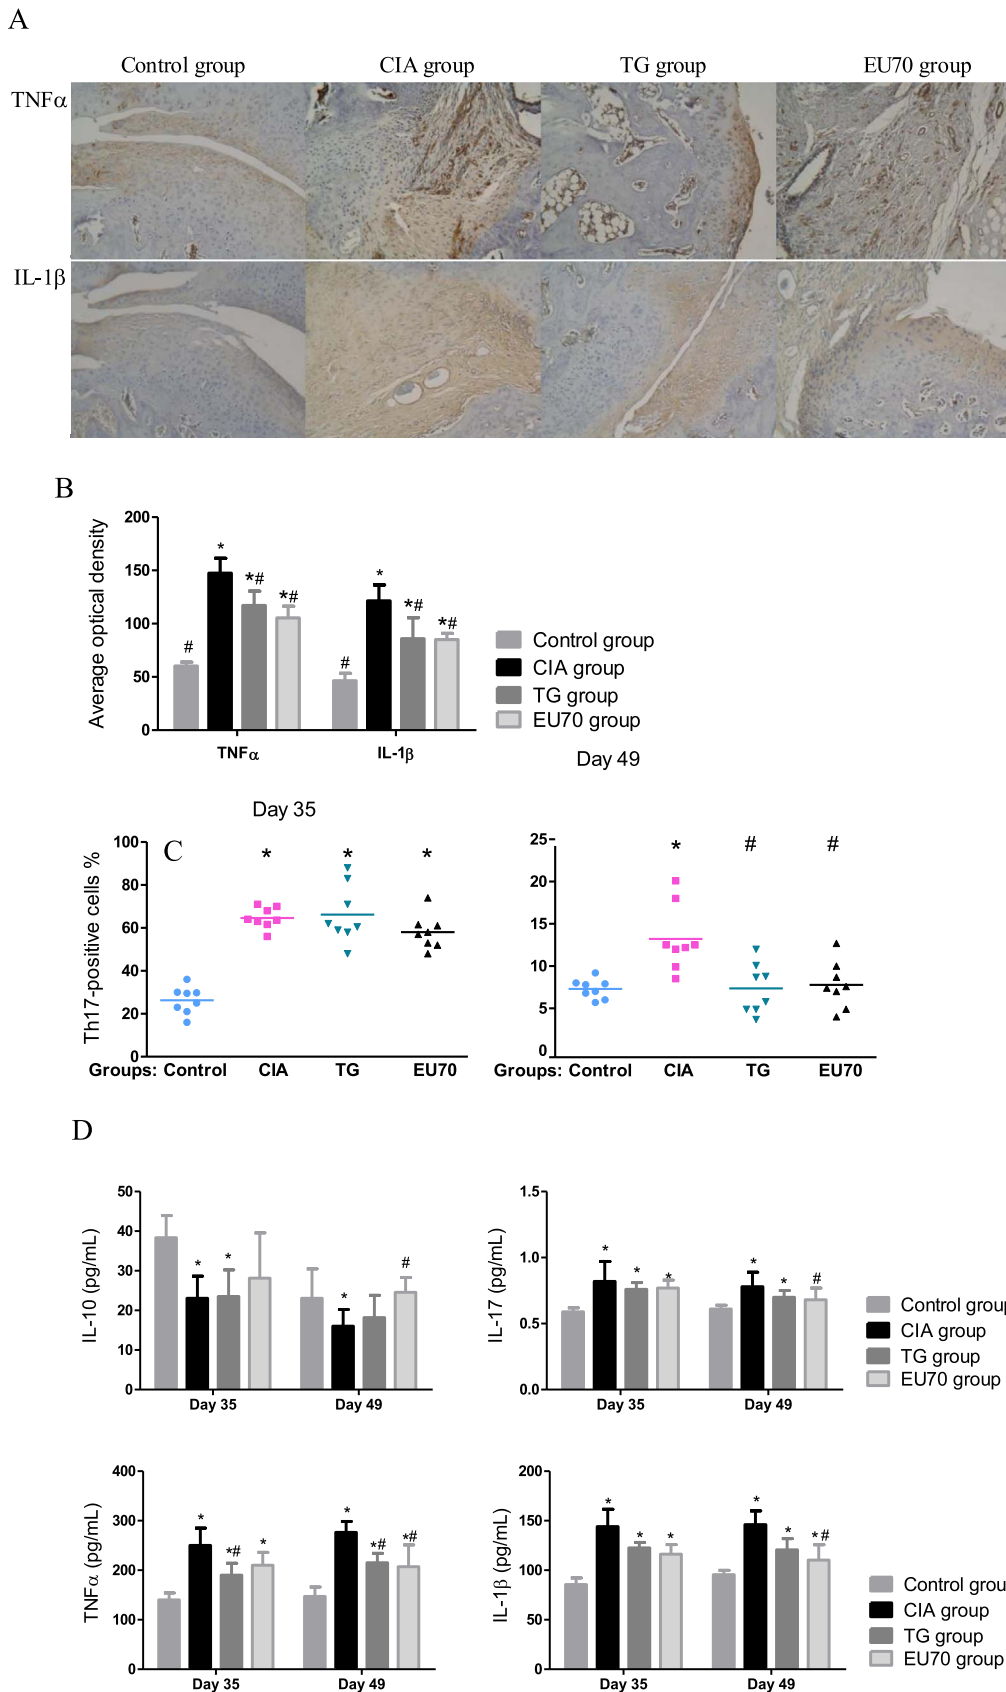 A
Control group CIA group TG group EU70 group
TNFα
IL-1β
B
Average optical density
200
150
100
50
0
# * *# *#
# * *# *#
TNFα IL-1β
Control group
CIA group
TG group
EU70 group
Day 49
Day 35
C
Th17-positive cells %
100
80
60
40
20
0
* * *
Groups: Control CIA TG EU70
25
20
15
10
5
0
* # #
Groups: Control CIA TG EU70
D
IL-10 (pg/mL)
50
40
30
20
10
0
* * * #
Day 35 Day 49
IL-17 (pg/mL)
1.5
1.0
0.5
0.0
* * * * * #
Day 35 Day 49
Control group
CIA group
TG group
EU70 group
TNFα (pg/mL)
400
300
200
100
0
* *# * * *# *#
Day 35 Day 49
IL-1β (pg/mL)
200
150
100
50
0
* * * * * *#
Day 35 Day 49
Control grou
CIA group
TG group
EU70 group